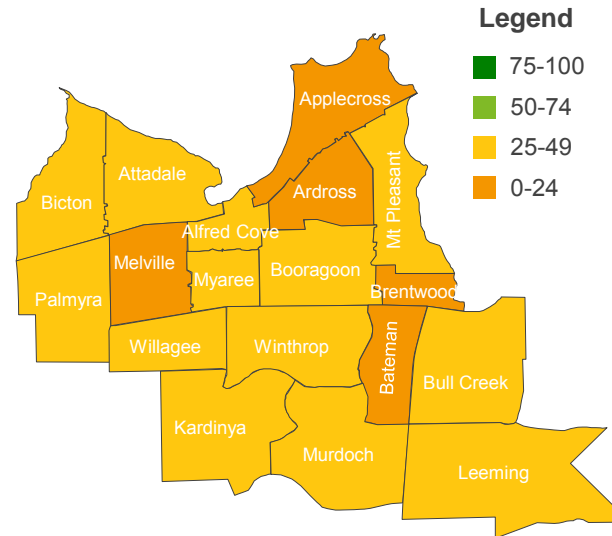 Legend
75-100
50-74
25-49
0-24
Applecross
Attadale
Bicton
Ardross
Mt Pleasant
Alfred Cove
Melville
Myaree
Booragoon
Brentwood
Palmyra
Willagee
Winthrop
Bateman
Bull Creek
Kardinya
Murdoch
Leeming